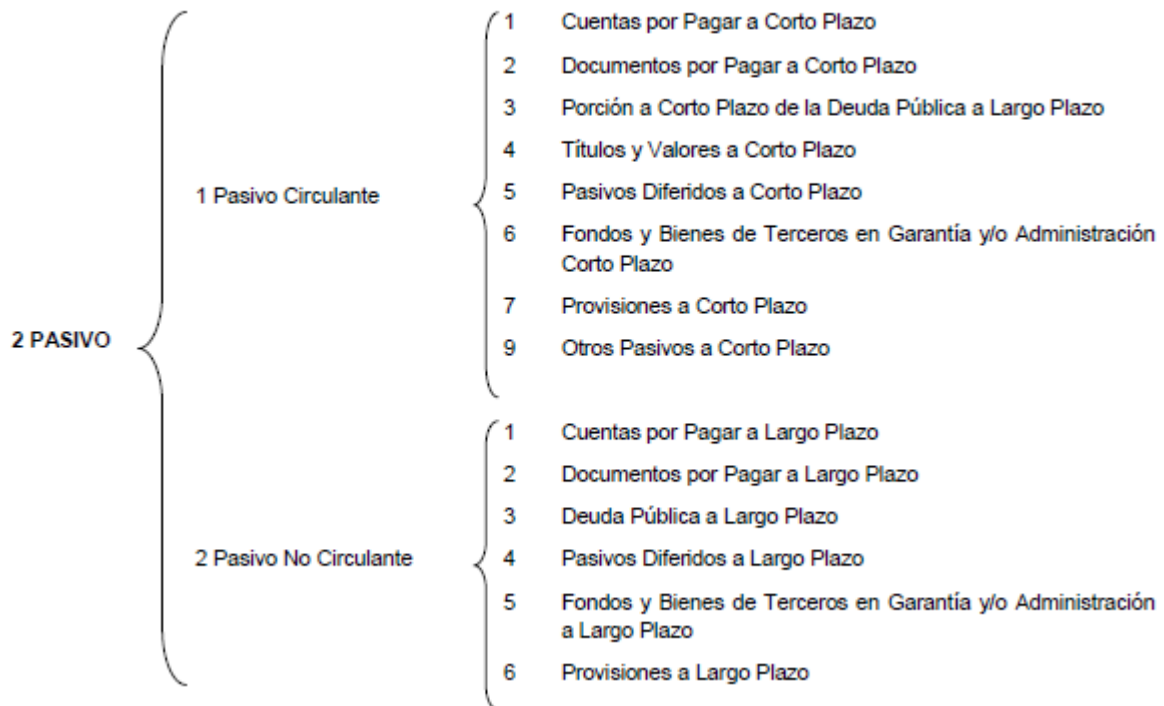 2 PASIVO
1 Pasivo Circulante
1 Cuentas por Pagar a Corto Plazo
2 Documentos por Pagar a Corto Plazo
3 Porción a Corto Plazo de la Deuda Pública a Largo Plazo
4 Títulos y Valores a Corto Plazo
5 Pasivos Diferidos a Corto Plazo
6 Fondos y Bienes de Terceros en Garantía y/o Administración
Corto Plazo
7 Provisiones a Corto Plazo
9 Otros Pasivos a Corto Plazo
2 Pasivo No Circulante
1 Cuentas por Pagar a Largo Plazo
2 Documentos por Pagar a Largo Plazo
3 Deuda Pública a Largo Plazo
4 Pasivos Diferidos a Largo Plazo
5 Fondos y Bienes de Terceros en Garantía y/o Administración
a Largo Plazo
6 Provisiones a Largo Plazo